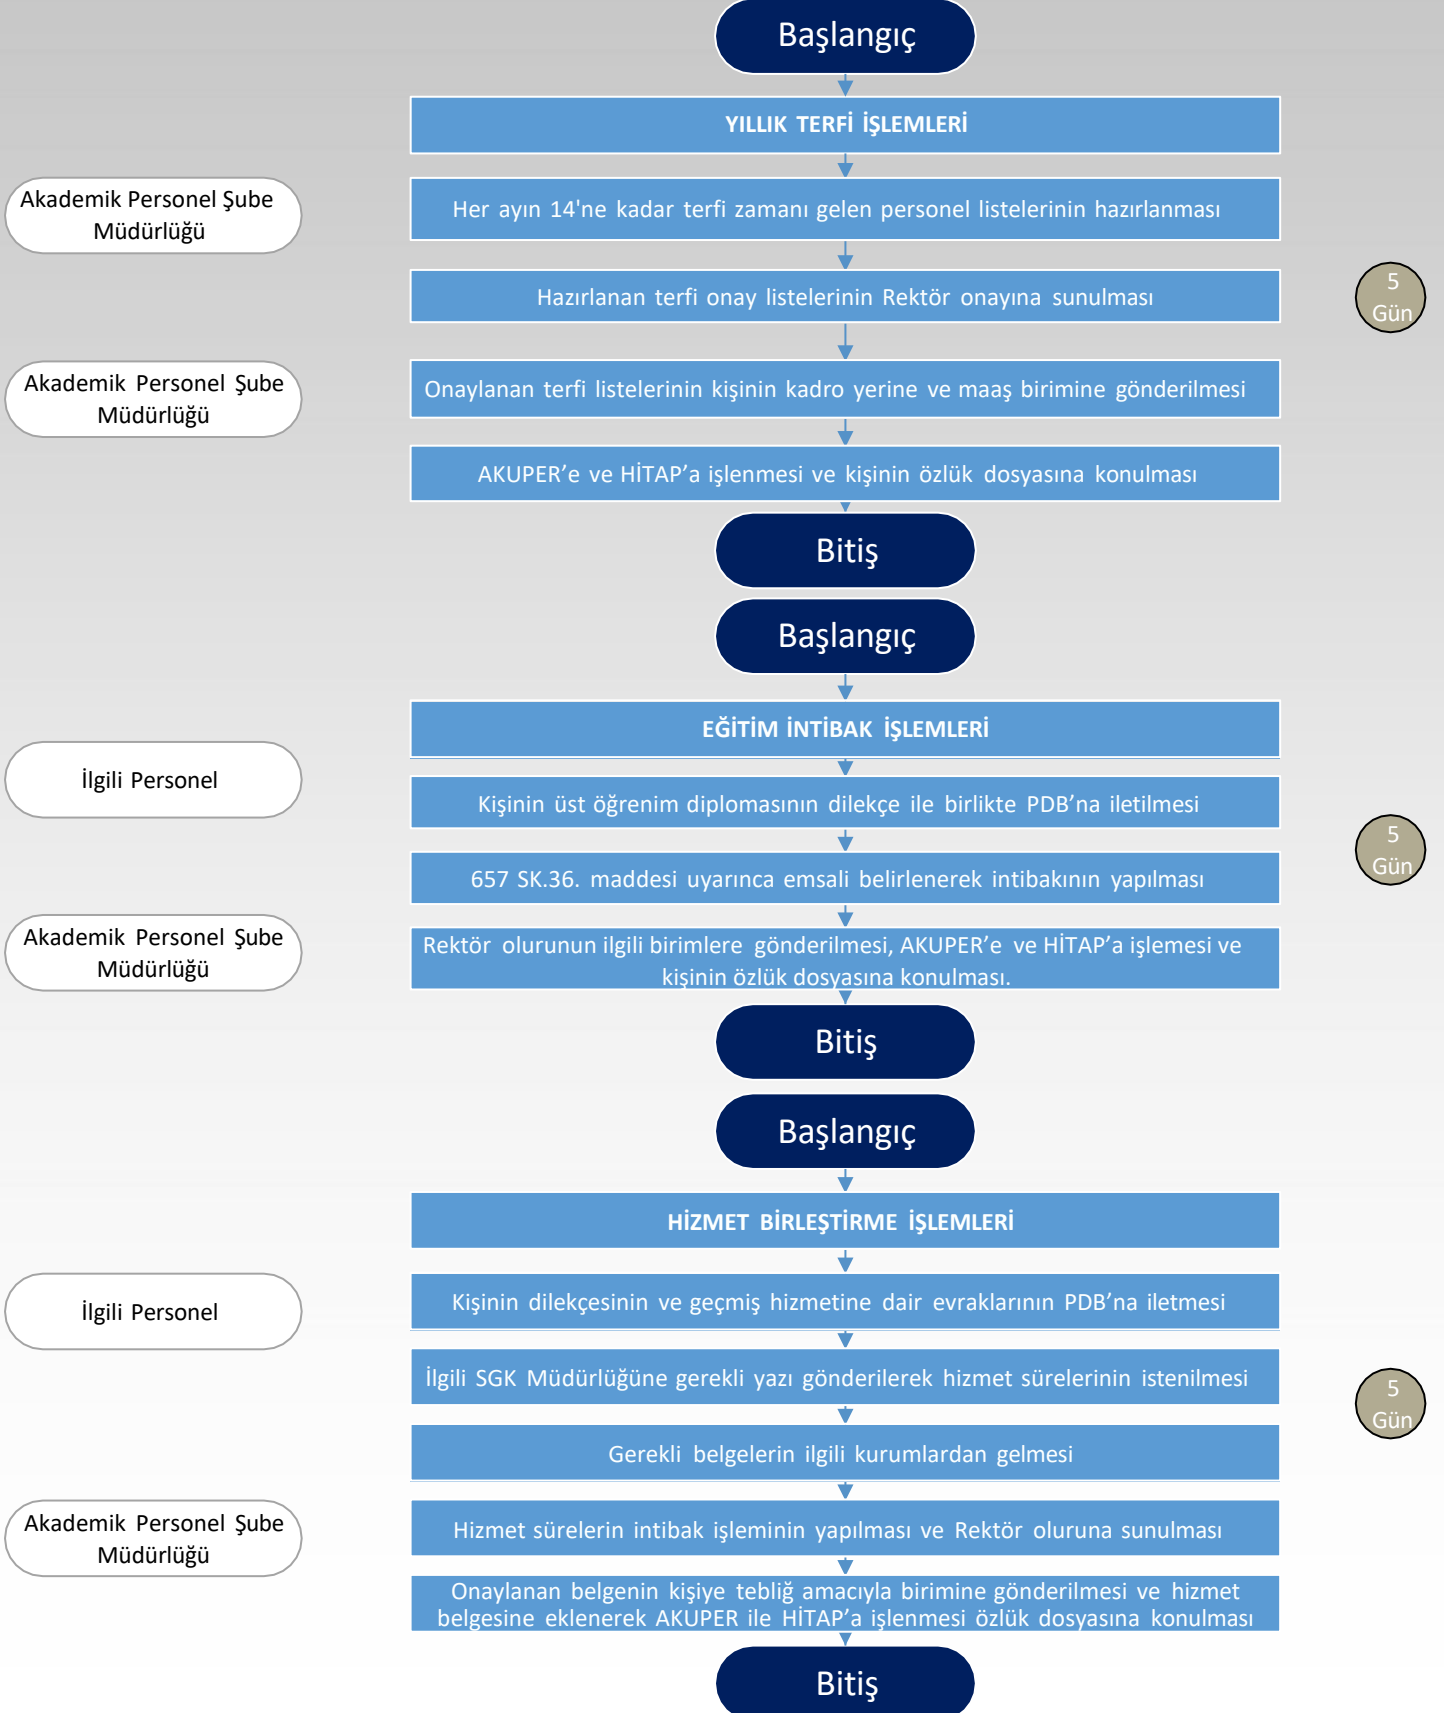 Başlangıç
YILLIK TERFİ İŞLEMLERİ
Akademik Personel Şube
Müdürlüğü
Her ayın 14'ne kadar terfi zamanı gelen personel listelerinin hazırlanması
Hazırlanan terfi onay listelerinin Rektör onayına sunulması
5
Gün
Akademik Personel Şube
Müdürlüğü
Onaylanan terfi listelerinin kişinin kadro yerine ve maaş birimine gönderilmesi
AKUPER’e ve HİTAP’a işlenmesi ve kişinin özlük dosyasına konulması
Bitiş
Başlangıç
EĞİTİM İNTİBAK İŞLEMLERİ
İlgili Personel
Kişinin üst öğrenim diplomasının dilekçe ile birlikte PDB’na iletilmesi
5
Gün
657 SK.36. maddesi uyarınca emsali belirlenerek intibakının yapılması
Akademik Personel Şube
Müdürlüğü
Rektör olurunun ilgili birimlere gönderilmesi, AKUPER’e ve HİTAP’a işlemesi ve
kişinin özlük dosyasına konulması.
Bitiş
Başlangıç
HİZMET BİRLEŞTİRME İŞLEMLERİ
İlgili Personel
Kişinin dilekçesinin ve geçmiş hizmetine dair evraklarının PDB’na iletmesi
İlgili SGK Müdürlüğüne gerekli yazı gönderilerek hizmet sürelerinin istenilmesi
5
Gün
Gerekli belgelerin ilgili kurumlardan gelmesi
Akademik Personel Şube
Müdürlüğü
Hizmet sürelerin intibak işleminin yapılması ve Rektör oluruna sunulması
Onaylanan belgenin kişiye tebliğ amacıyla birimine gönderilmesi ve hizmet
belgesine eklenerek AKUPER ile HİTAP’a işlenmesi özlük dosyasına konulması
Bitiş